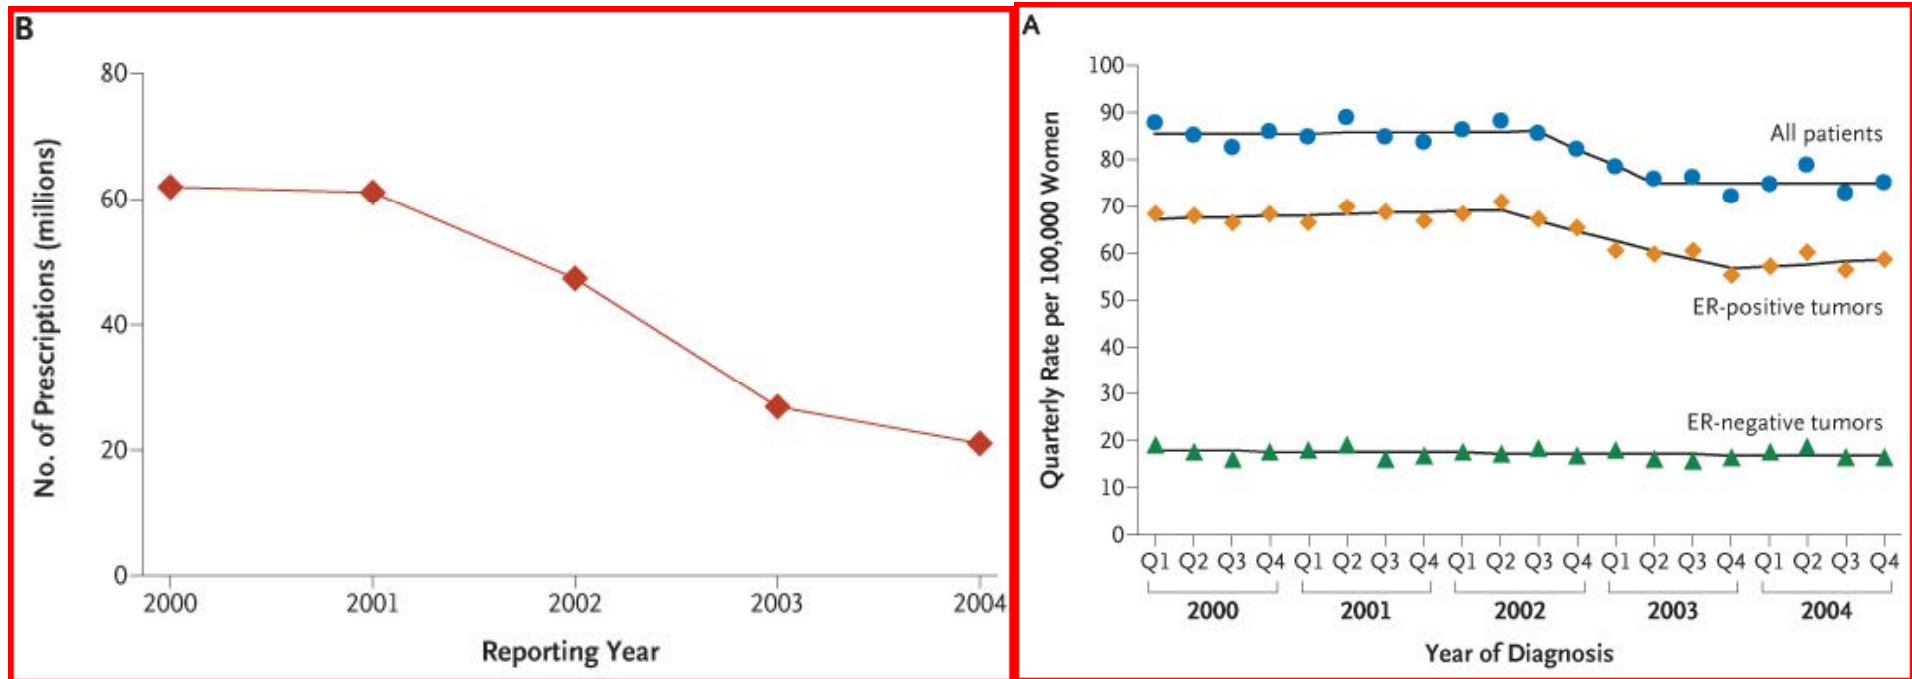 B
80
60
40
20
0
No. of Prescriptions (millions)
2000 2001 2002 2003 2004
Reporting Year
A
100
90
80
70
60
50
40
30
20
10
0
Quarterly Rate per 100,000 Women
All patients
ER-positive tumors
ER-negative tumors
Q1 Q2 Q3 Q4 Q1 Q2 Q3 Q4 Q1 Q2 Q3 Q4 Q1 Q2 Q3 Q4 Q1 Q2 Q3 Q4
2000 2001 2002 2003 2004
Year of Diagnosis